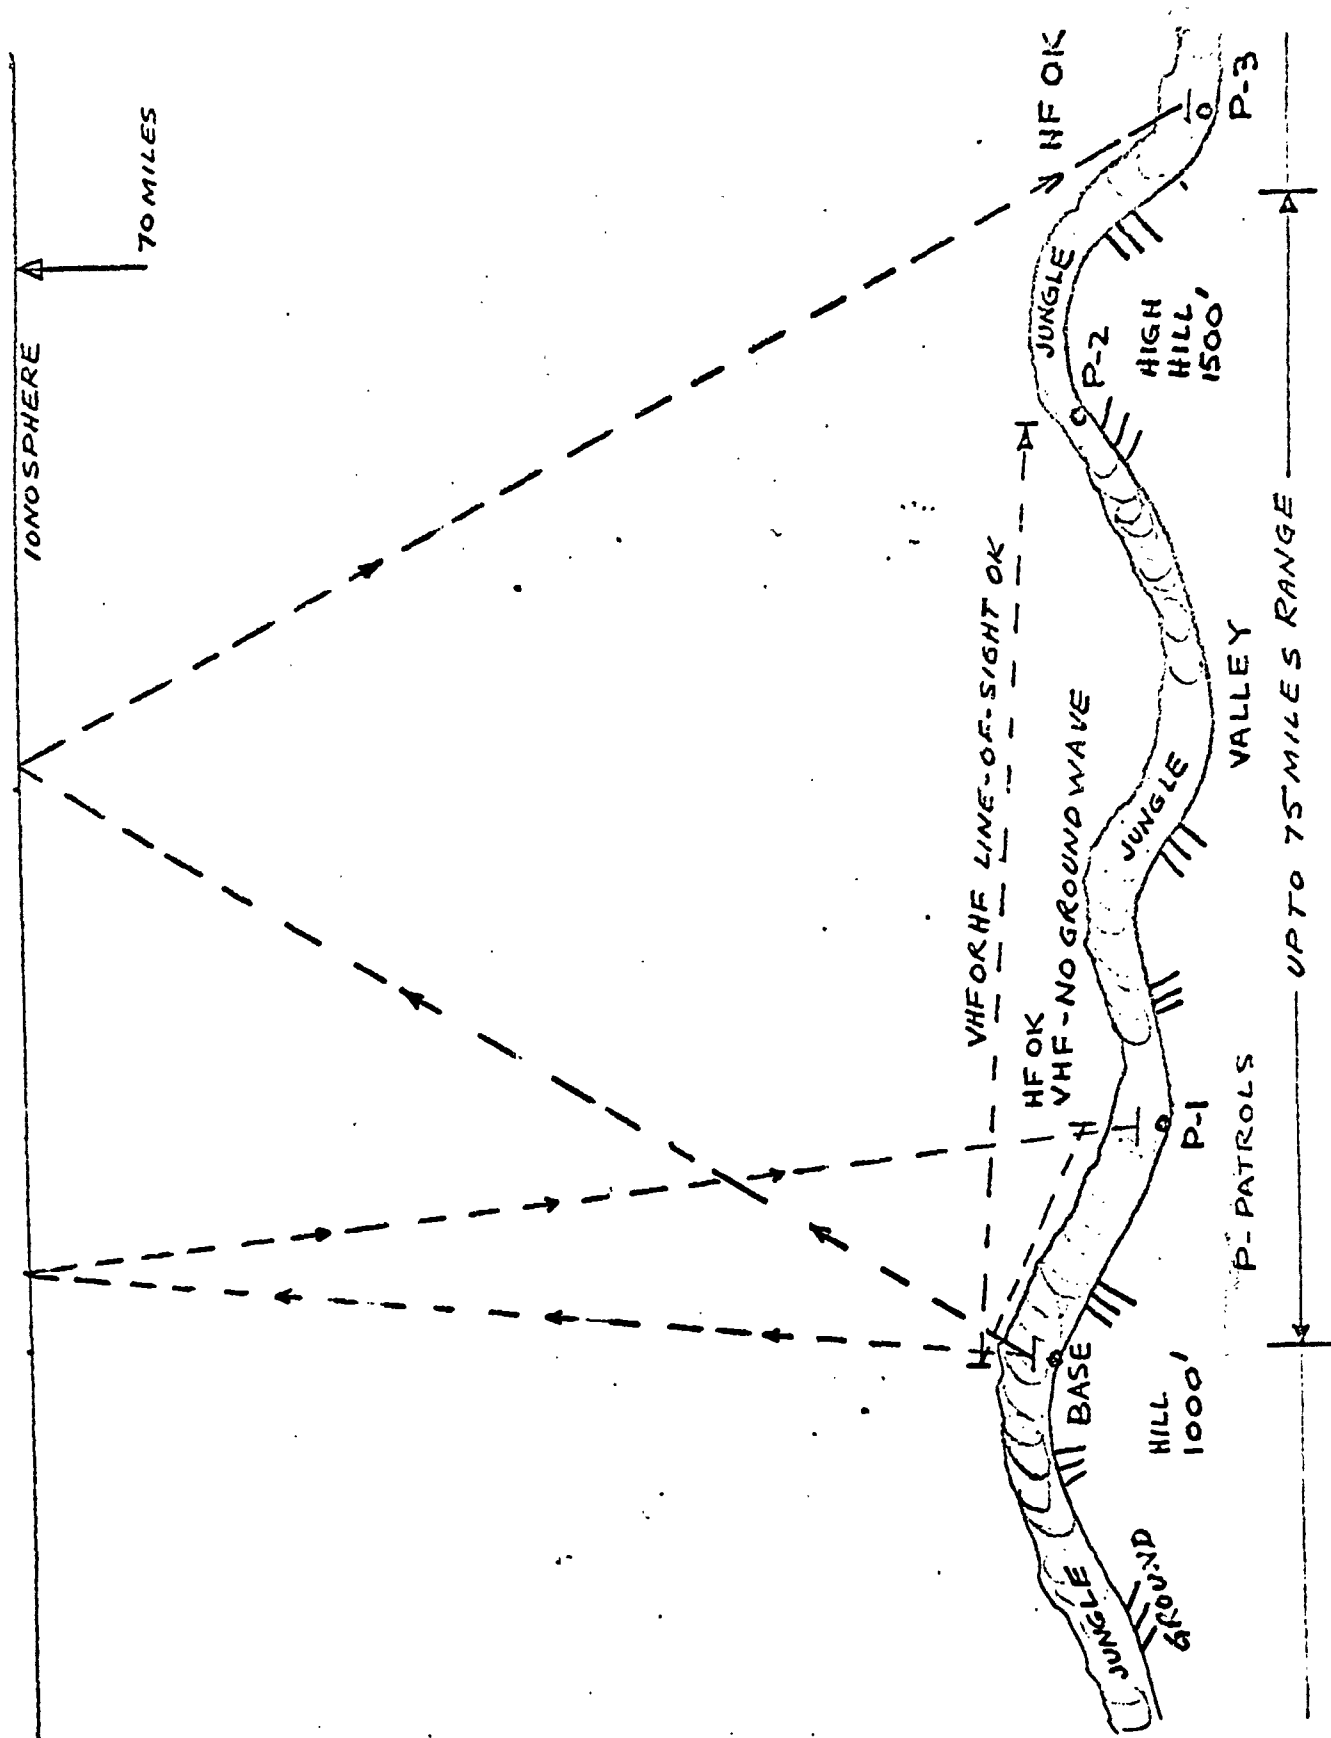 IONOSPHERE
70 MILES
VHF OR HF LINE-OF-SIGHT OK
HF OK
VHF-NO GROUND WAVE
HF OK
JUNGLE
GROUND
BASE
HILL
1000'
P-1
P-PATROLS
JUNGLE
VALLEY
P-2
JUNGLE
HIGH
HILL
1500'
P-3
UP TO 75 MILES RANGE